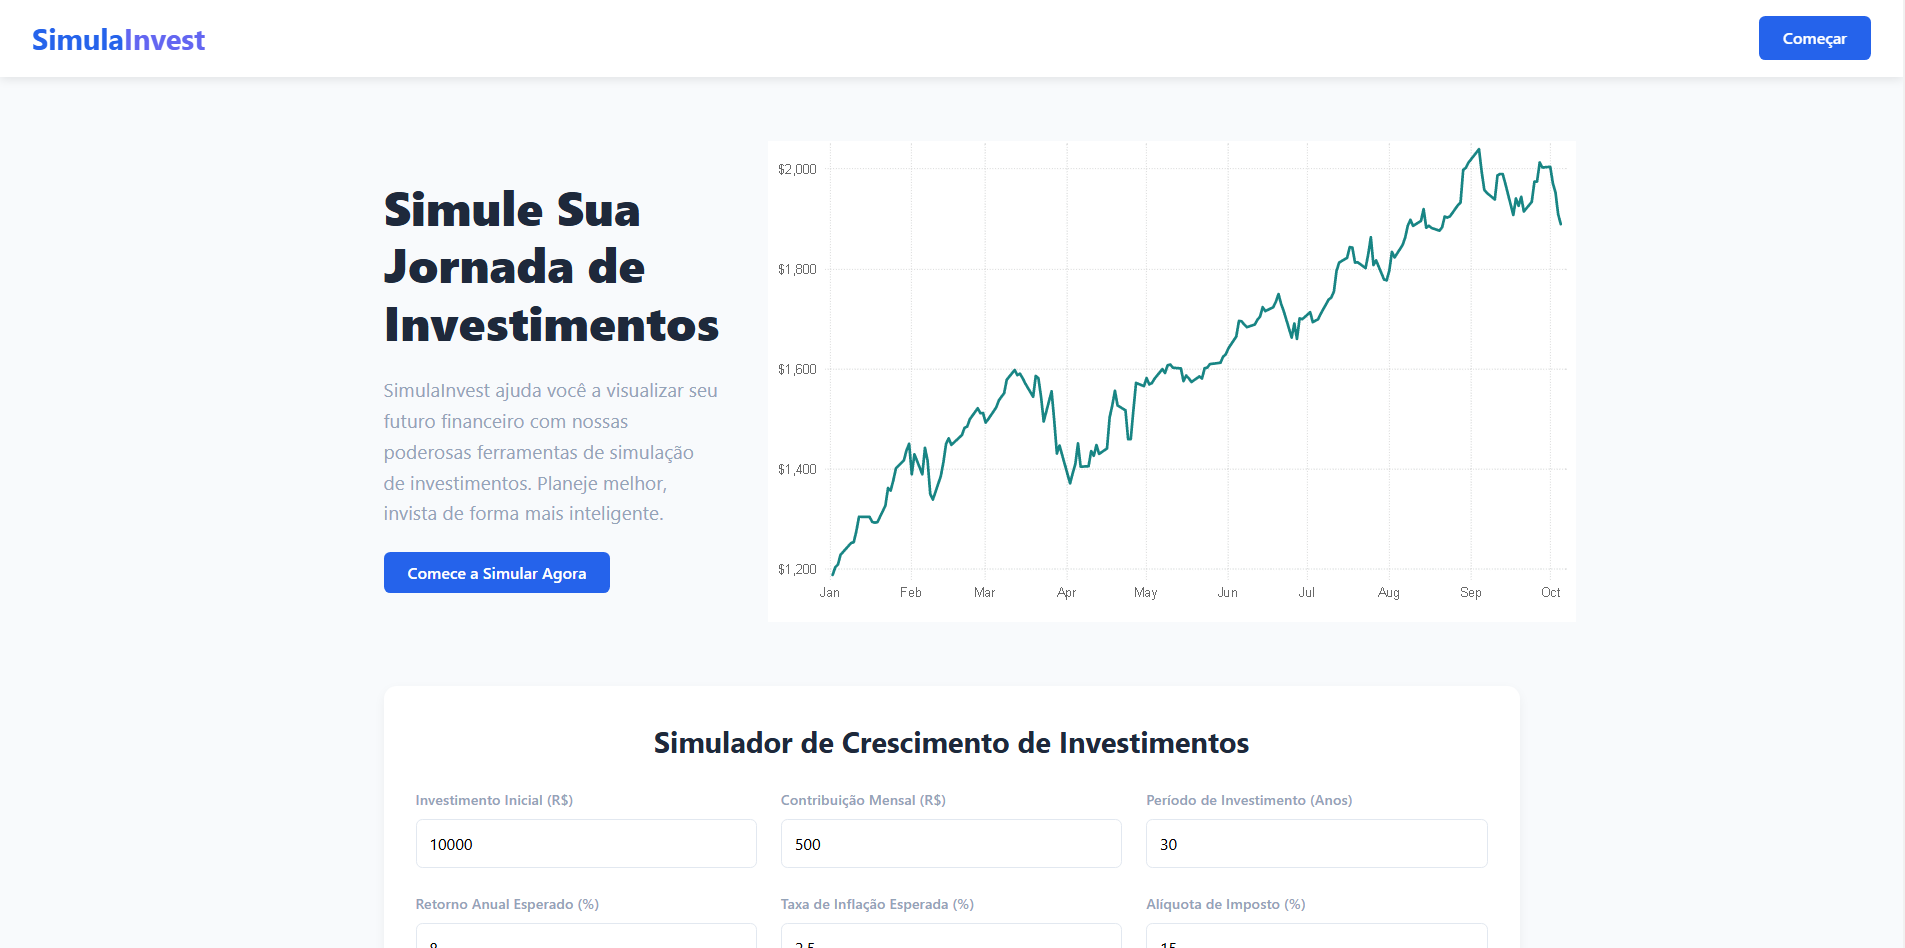 SimulaInvest
Começar
Simule Sua
Jornada de
Investimentos
SimulaInvest ajuda você a visualizar seu
futuro financeiro com nossas
poderosas ferramentas de simulação
de investimentos. Planeje melhor,
invista de forma mais inteligente.
Comece a Simular Agora
$2,000
$1,800
$1,600
$1,400
$1,200
Jan Feb Mar Apr May Jun Jul Aug Sep Oct
Simulador de Crescimento de Investimentos
Investimento Inicial (R$) Contribuição Mensal (R$) Período de Investimento (Anos)
10000 500 30
Retorno Anual Esperado (%) Taxa de Inflação Esperada (%) Alíquota de Imposto (%)